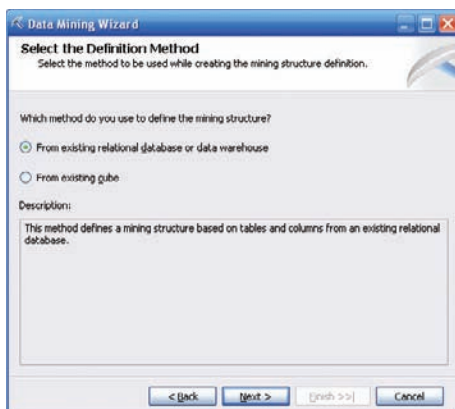 Data Mining Wizard
Select the Definition Method
Select the method to be used while creating the mining structure definition.
Which method do you use to define the mining structure?
From existing relational database or data warehouse
From existing cube
Description:
This method defines a mining structure based on tables and columns from an existing relational
database.
< Back Next > Finish >>| Cancel